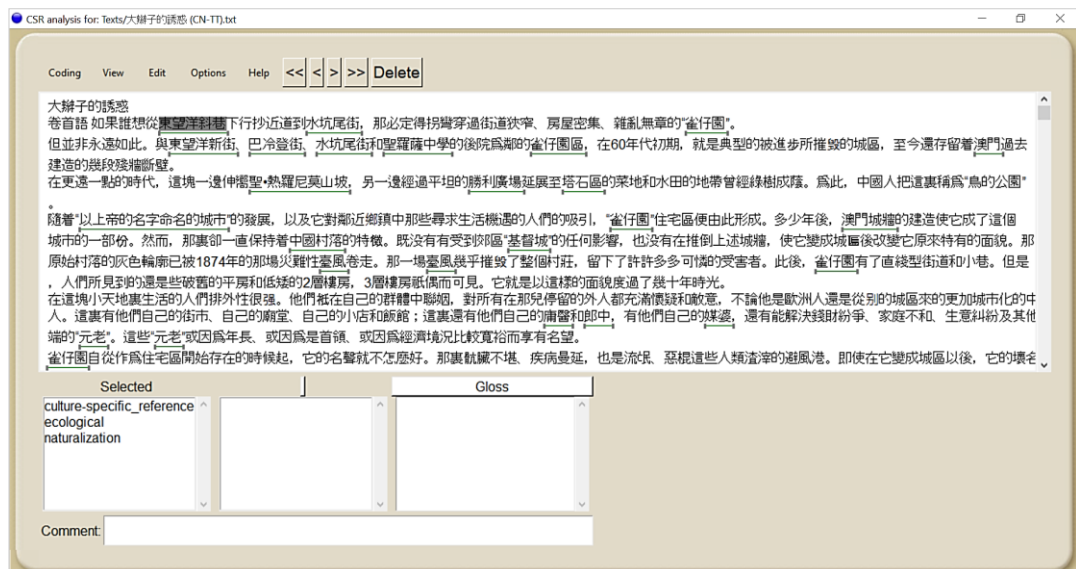 CSR analysis for: Texts/大辮子的誘惑 (CN-TT).txt
Coding View Edit Options Help << < > >> Delete
大辮子的誘惑
卷首語 如果誰想從東望洋斜巷下行抄近道到水坑尾街，那必定得拐彎穿過街道狹窄、房屋密集、雜亂無章的“雀仔園”。
但並非永遠如此。與東望洋新街、巴冷登街、水坑尾街和聖羅薩中學的後院爲鄰的雀仔園區，在60年代初期，就是典型的被進步所摧毀的城區，至今還存留着澳門過去
建造的幾段殘牆斷壁。
在更遠一點的時代，這塊一邊伸層聖•熱羅尼莫山坡，另一邊經過平坦的勝利廣場延展至塔石區的菜地和水田的地帶曾經綠樹成蔭。爲此，中國人把這裏稱爲“鳥的公園”
。
隨着“以上帝的名字命名的城市”的發展，以及它對鄰近鄉鎮中那些尋求生活機遇的人們的吸引，“雀仔園”住宅區便由此形成。多少年後，澳門城牆的建造使它成了這個
城市的一部份。然而，那裏卻一直保持着中國村落的特徵。既没有有受到郊區“基督城”的任何影響，也没有在推倒上述城牆，使它變成城區後改變它原來特有的面貌。那
原始村落的灰色輪廓已被1874年的那場災難性臺風卷走。那一場臺風幾乎摧毀了整個村莊，留下了許許多多可憐的受害者。此後，雀仔園有了直綫型街道和小巷。但是
，人們所見到的還是些破舊的平房和低矮的2層樓房，3層樓房祇偶而可見。它就是以這樣的面貌度過了幾十年時光。
在這塊小天地裏生活的人們排外性很强。他們衹在自己的群體中聯姻，對所有在那兒停留的外人都充滿懷疑和敵意，不論他是歐洲人還是從别的城區來的更加城市化的中
人。這裏有他們自己的街市、自己的廟堂、自己的小店和飯館；這裏還有他們自己的庸醫和郎中，有他們自己的媒婆，還有能解決錢財紛爭、家庭不和、生意糾紛及其他
端的“元老”。這些“元老”或因爲年長、或因爲是首領、或因爲經濟境況比較寬裕而享有名望。
雀仔園自從作爲住宅區開始存在的時候起，它的名聲就不怎麽好。那裏骯髒不堪、疾病曼延，也是流氓、惡棍這些人類渣滓的避風港。即使在它變成城區以後，它的壞名
Selected Gloss
culture-specific_reference
ecological
naturalization
Comment: